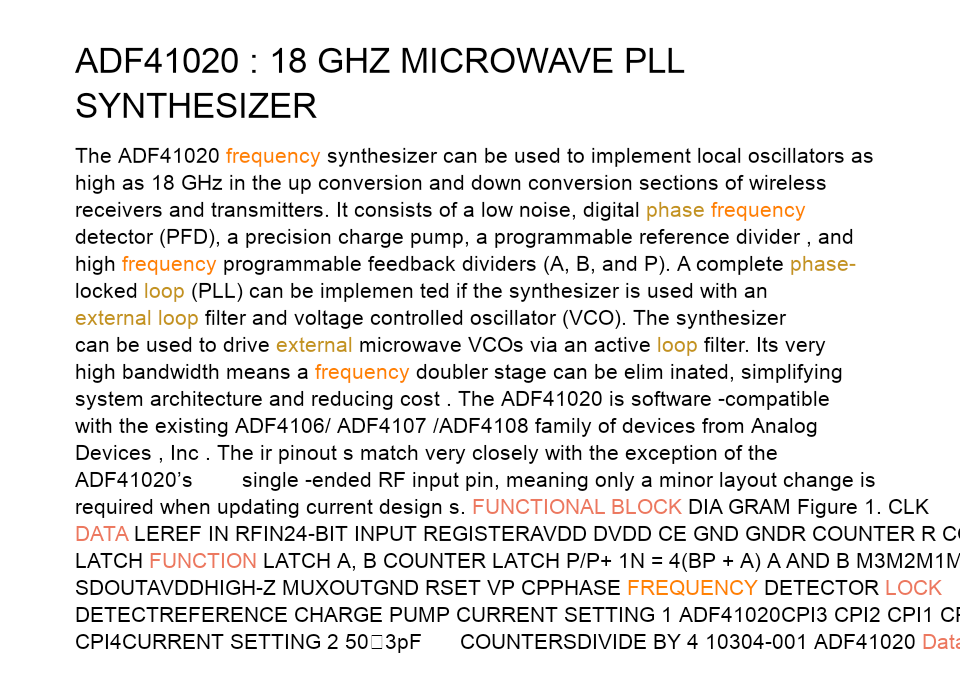 ADF41020 : 18 GHZ MICROWAVE PLL
SYNTHESIZER
The ADF41020 frequency synthesizer can be used to implement local oscillators as
high as 18 GHz in the up conversion and down conversion sections of wireless
receivers and transmitters. It consists of a low noise, digital phase frequency
detector (PFD), a precision charge pump, a programmable reference divider , and
high frequency programmable feedback dividers (A, B, and P). A complete phase-
locked loop (PLL) can be implemen ted if the synthesizer is used with an
external loop filter and voltage controlled oscillator (VCO). The synthesizer
can be used to drive external microwave VCOs via an active loop filter. Its very
high bandwidth means a frequency doubler stage can be elim inated, simplifying
system architecture and reducing cost . The ADF41020 is software -compatible
with the existing ADF4106/ ADF4107 /ADF4108 family of devices from Analog
Devices , Inc . The ir pinout s match very closely with the exception of the
ADF41020’s single -ended RF input pin, meaning only a minor layout change is
required when updating current design s. FUNCTIONAL BLOCK DIA GRAM Figure 1. CLK
DATA LEREF IN RFIN24-BIT INPUT REGISTERAVDD DVDD CE GND GNDR COUNTER R
LATCH FUNCTION LATCH A, B COUNTER LATCH P/P+ 1N = 4(BP + A) A AND B M3M2M1M
SDOUTAVDDHIGH-Z MUXOUTGND RSET VP CPPHASE FREQUENCY DETECTOR LOCK
DETECTREFERENCE CHARGE PUMP CURRENT SETTING 1 ADF41020CPI3 CPI2 CPI1
CPI4CURRENT SETTING 2 50□3pF COUNTERSDIVIDE BY 4 10304-001 ADF41020 Data